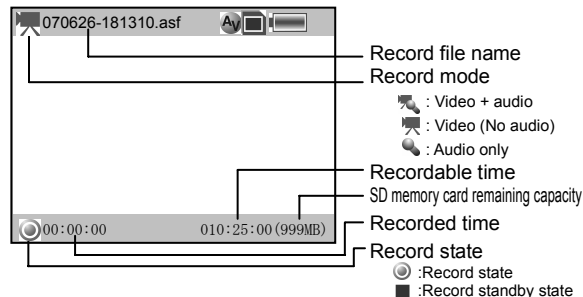 070626-181310.asf
AV
Record file name
Record mode
: Video + audio
: Video (No audio)
: Audio only
Recordable time
SD memory card remaining capacity
00:00:00 010:25:00(999MB)
Recorded time
Record state
:Record state
:Record standby state